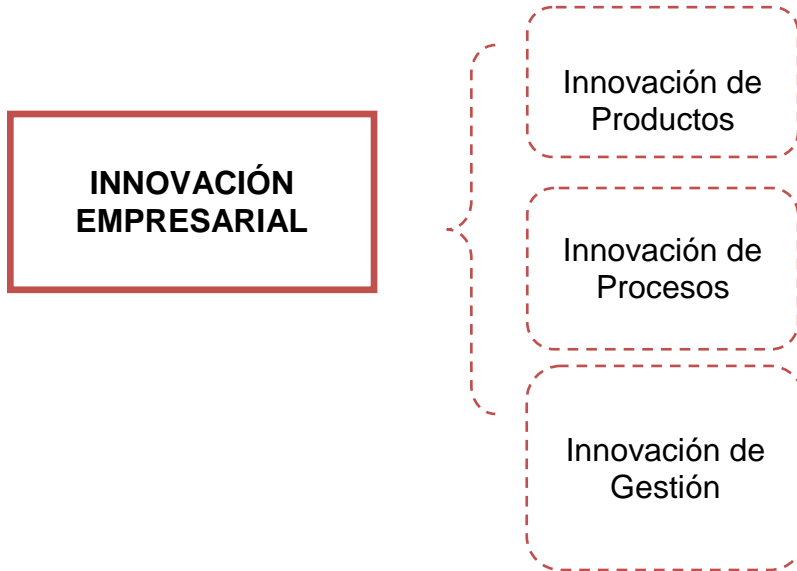 INNOVACIÓN
EMPRESARIAL
Innovación de
Productos
Innovación de
Procesos
Innovación de
Gestión